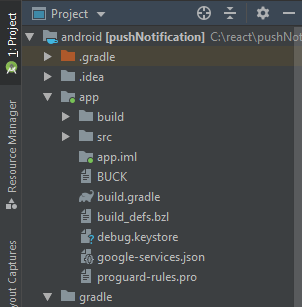 Project
android [pushNotification] C:\react\pushNot
.gradle
.idea
app
build
src
app.iml
BUCK
build.gradle
build_defs.bzl
debug.keystore
google-services.json
proguard-rules.pro
gradle
1: Project
Resource Manager
yout Captures